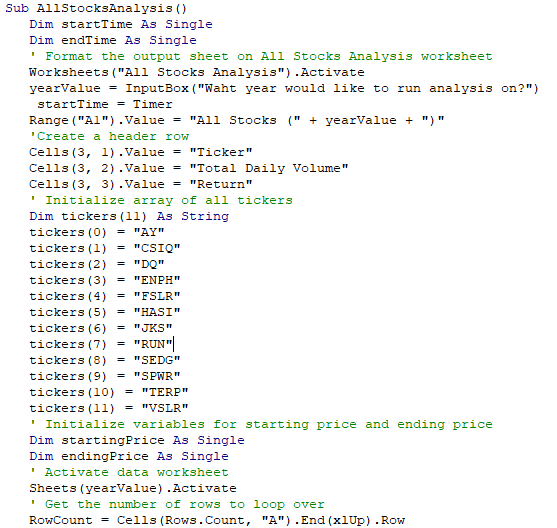 Sub AllStocksAnalysis()
Dim startTime As Single
Dim endTime As Single
' Format the output sheet on All Stocks Analysis worksheet
Worksheets("All Stocks Analysis").Activate
yearValue = InputBox("Waht year would like to run analysis on?")
startTime = Timer
Range("A1").Value = "All Stocks (" + yearValue + ")"
'Create a header row
Cells(3, 1).Value = "Ticker"
Cells(3, 2).Value = "Total Daily Volume"
Cells(3, 3).Value = "Return"
' Initialize array of all tickers
Dim tickers(11) As String
tickers(0) = "AY"
tickers(1) = "CSIQ"
tickers(2) = "DQ"
tickers(3) = "ENPH"
tickers(4) = "FSLR"
tickers(5) = "HASI"
tickers(6) = "JKS"
tickers(7) = "RUN"
tickers(8) = "SEDG"
tickers(9) = "SPWR"
tickers(10) = "TERP"
tickers(11) = "VSLR"
' Initialize variables for starting price and ending price
Dim startingPrice As Single
Dim endingPrice As Single
' Activate data worksheet
Sheets(yearValue).Activate
' Get the number of rows to loop over
RowCount = Cells(Rows.Count, "A").End(xlUp).Row